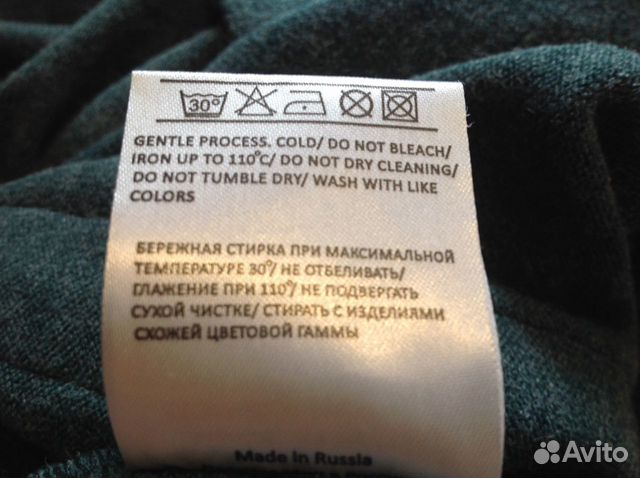 30°
GENTLE PROCESS. COLD/ DO NOT BLEACH/
IRON UP TO 110°C/ DO NOT DRY CLEANING/
DO NOT TUMBLE DRY/ WASH WITH LIKE
COLORS
БЕРЕЖНАЯ СТИРКА ПРИ МАКСИМАЛЬНОЙ
ТЕМПЕРАТУРЕ 30°/ НЕ ОТБЕЛИВАТЬ/
ГЛАЖЕНИЕ ПРИ 110°/ НЕ ПОДВЕРГАТЬ
СУХОЙ ЧИСТКЕ/ СТИРАТЬ С ИЗДЕЛИЯМИ
СХОЖЕЙ ЦВЕТОВОЙ ГАММЫ
Made In Russia
Avito